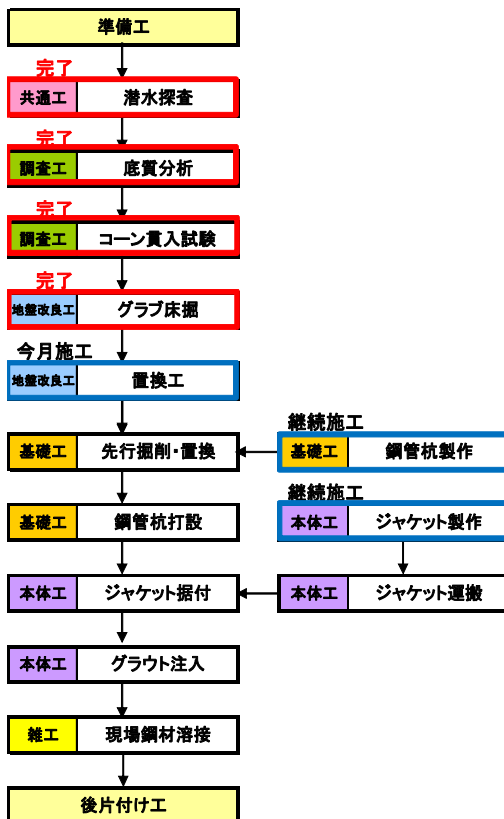 準備工
完了
共通工 潜水探査
完了
調査工 底質分析
完了
調査工 コーン貫入試験
完了
地盤改良工 グラブ床掘
今月施工
地盤改良工 置換工
継続施工
基礎工 先行掘削・置換 基礎工 鋼管杭製作
継続施工
基礎工 鋼管杭打設 本体工 ジャケット製作
本体工 ジャケット据付 本体工 ジャケット運搬
本体工 グラウト注入
雑工 現場鋼材溶接
後片付け工